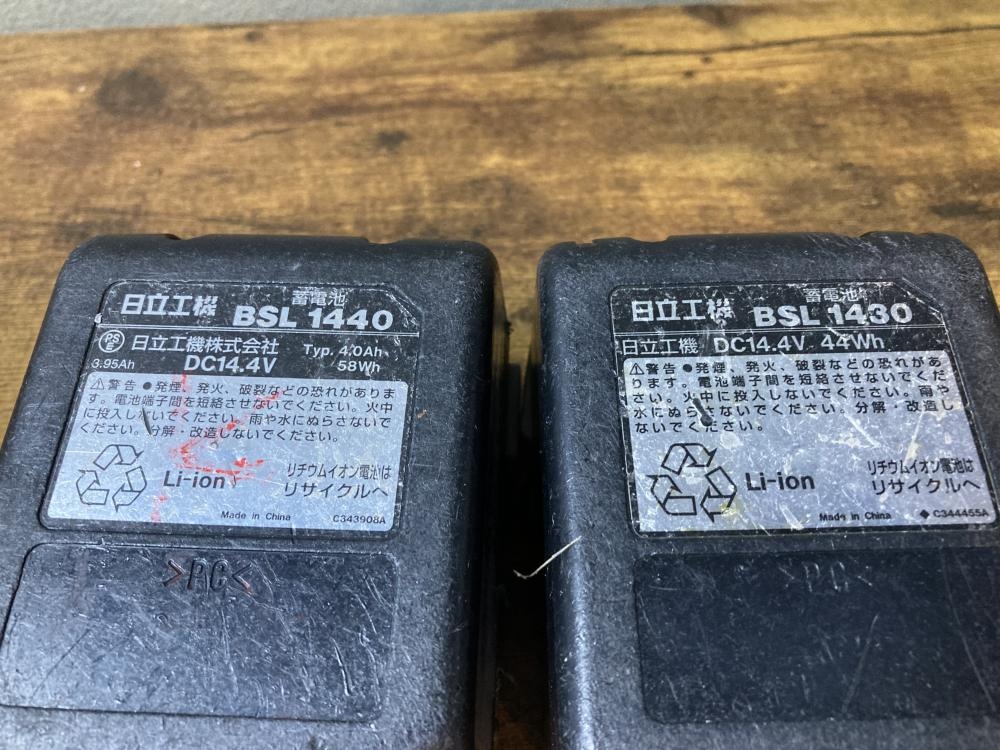 日立工機 蓄電池 BSL 1440
PSE 日立工機株式会社 Typ. 4.0Ah
3.95Ah DC14.4V 58Wh
⚠警告 ●発煙、発火、破裂などの恐れがありま
す。電池端子間を短絡させないでください。火中
に投入しないでください。雨や水にぬらさないで
ください。分解・改造しないでください。
Li-ion リチウムイオン電池は
リサイクルへ
Made in China C343908A
>PC<
日立工機 蓄電池 BSL 1430
日立工機 DC14.4V 44Wh
⚠警告 ●発煙、発火、破裂などの恐れがあ
ります。電池端子間を短絡させないでくださ
い。火中に投入しないでください。雨や
水にぬらさないでください。分解・改造し
ないでください。
Li-ion リチウムイオン電池は
リサイクルへ
Made in China ◆C344455A
>PC<